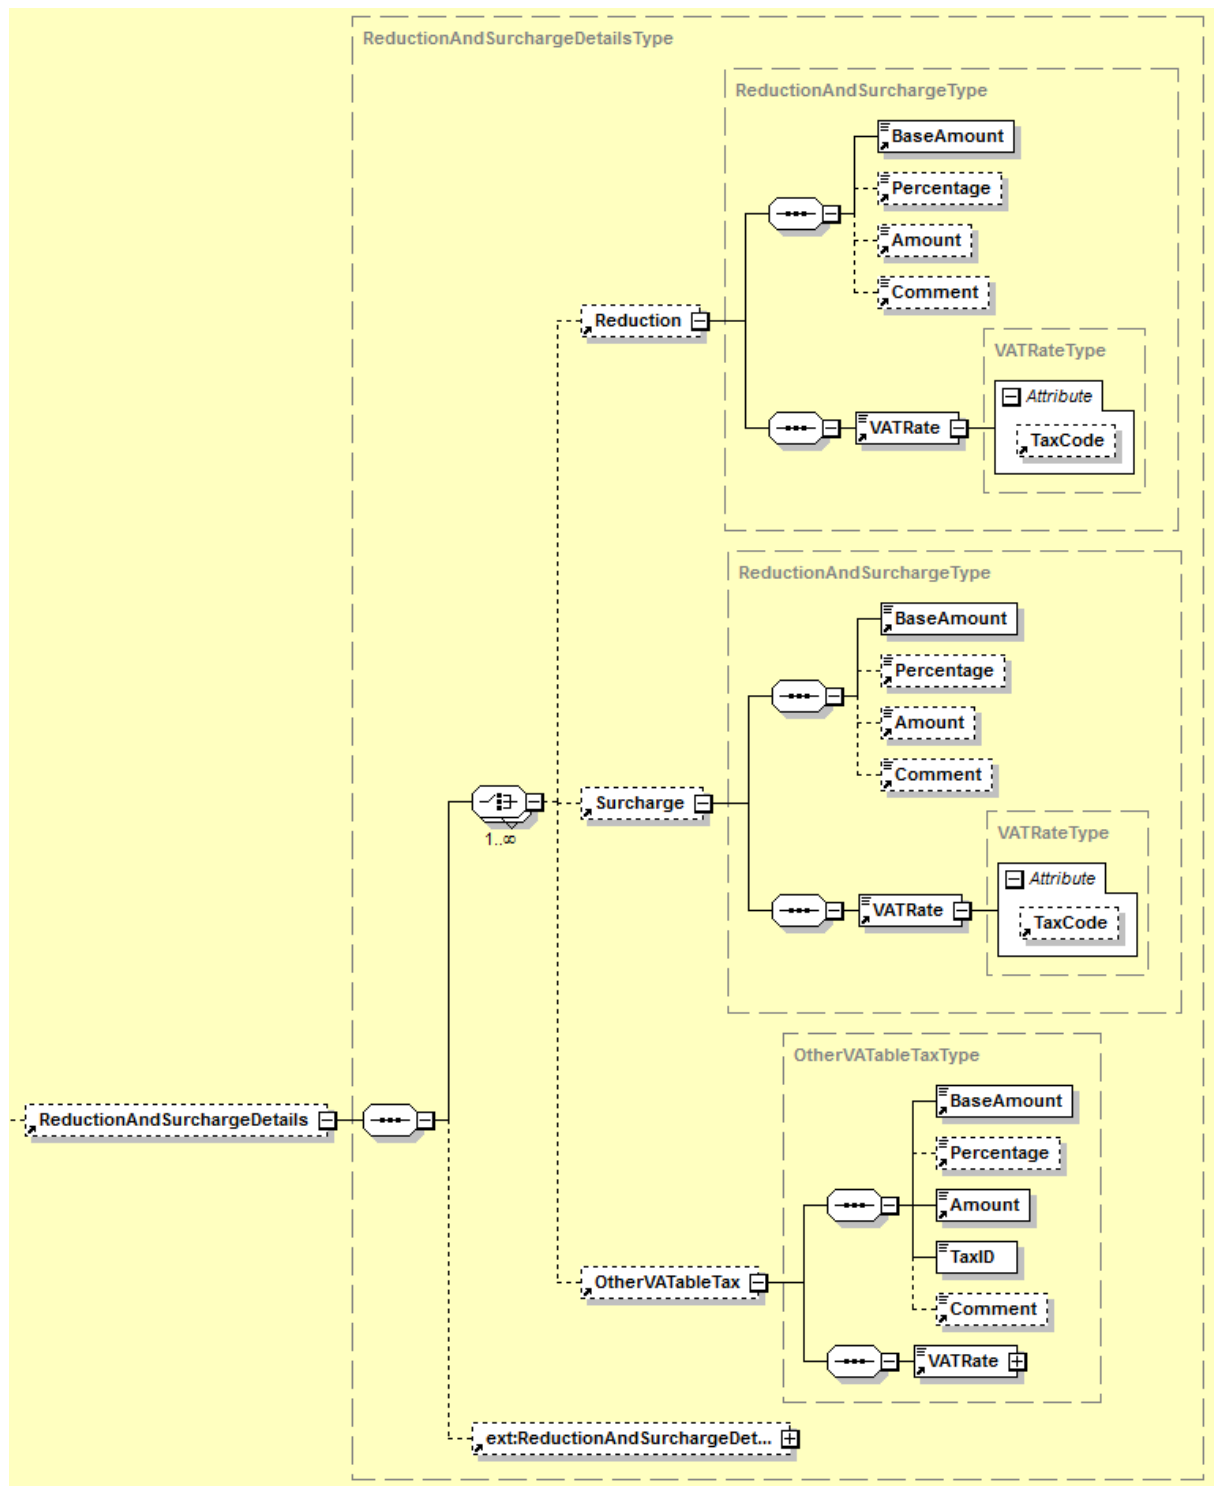 ReductionAndSurchargeDetailsType
ReductionAndSurchargeType
BaseAmount
Percentage
Amount
Comment
Reduction
VATRateType
Attribute
VATRate
TaxCode
ReductionAndSurchargeType
BaseAmount
Percentage
Amount
Comment
Surcharge
1..∞
VATRateType
Attribute
VATRate
TaxCode
OtherVATableTaxType
BaseAmount
ReductionAndSurchargeDetails
Percentage
Amount
TaxID
OtherVATableTax
Comment
VATRate
ext:ReductionAndSurchargeDet...